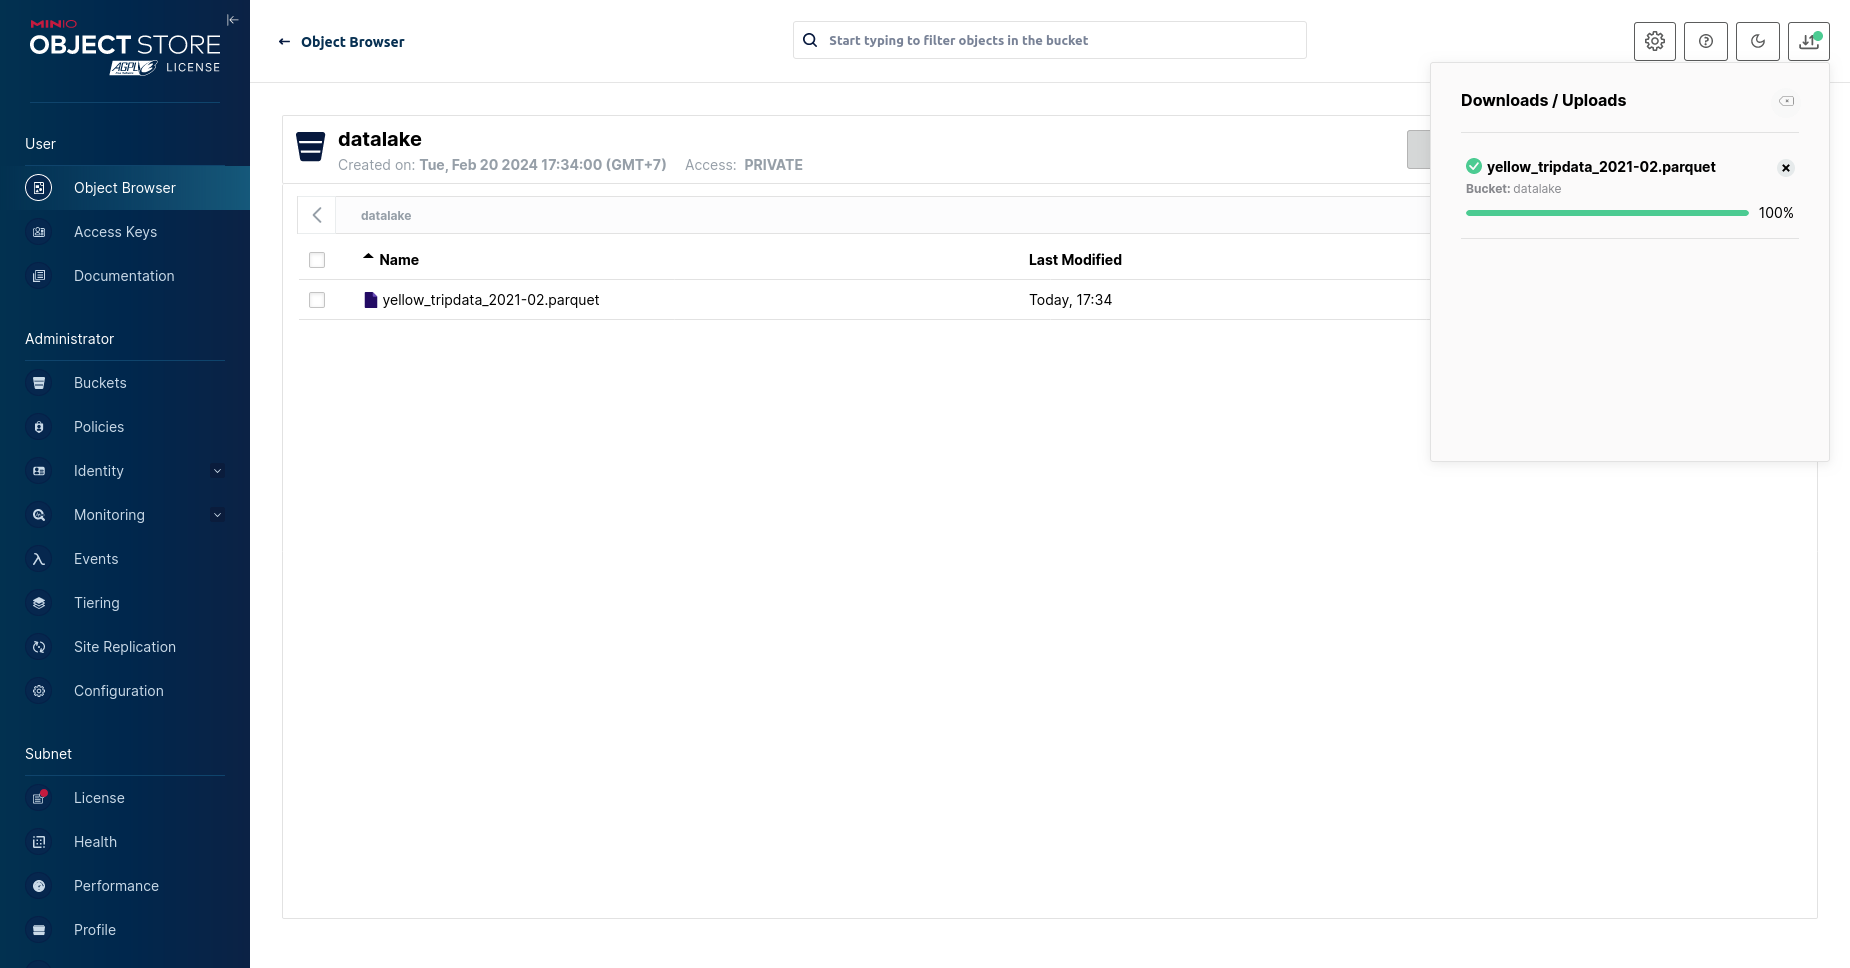 MINIO
OBJECT STORE
AGPL LICENSE
User
Object Browser
Access Keys
Documentation
Administrator
Buckets
Policies
Identity
Monitoring
Events
Tiering
Site Replication
Configuration
Subnet
License
Health
Performance
Profile
← Object Browser
Start typing to filter objects in the bucket
datalake
Created on: Tue, Feb 20 2024 17:34:00 (GMT+7) Access: PRIVATE
datalake
Name Last Modified
yellow_tripdata_2021-02.parquet Today, 17:34
Downloads / Uploads
yellow_tripdata_2021-02.parquet
Bucket: datalake
100%